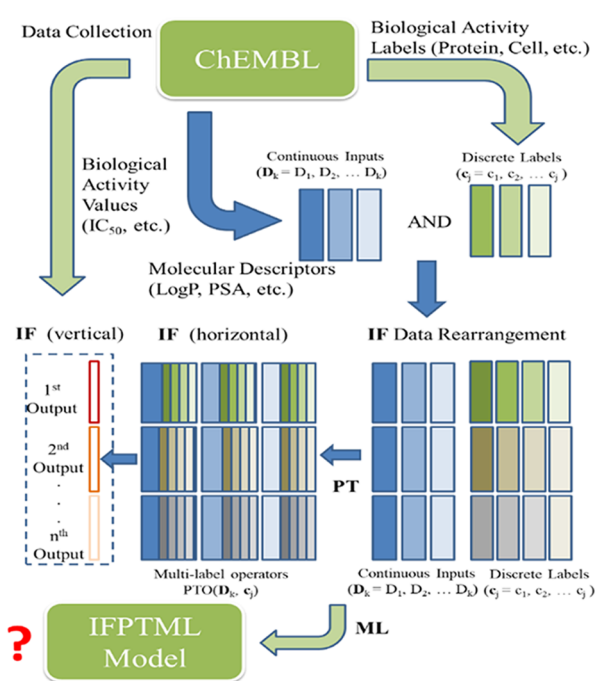 Data Collection
ChEMBL
Biological Activity
Labels (Protein, Cell, etc.)
Biological
Activity
Values
(IC50, etc.)
Continuous Inputs
(Dk = D1, D2, … Dk)
Discrete Labels
(cj = c1, c2, … cj )
AND
Molecular Descriptors
(LogP, PSA, etc.)
IF (vertical)
IF (horizontal)
IF Data Rearrangement
1st
Output
2nd
Output
.
.
.
nth
Output
PT
Multi-label operators
PTO(Dk, cj)
Continuous Inputs
(Dk = D1, D2, … Dk)
Discrete Labels
(cj = c1, c2, … cj )
ML
?
IFPTML
Model